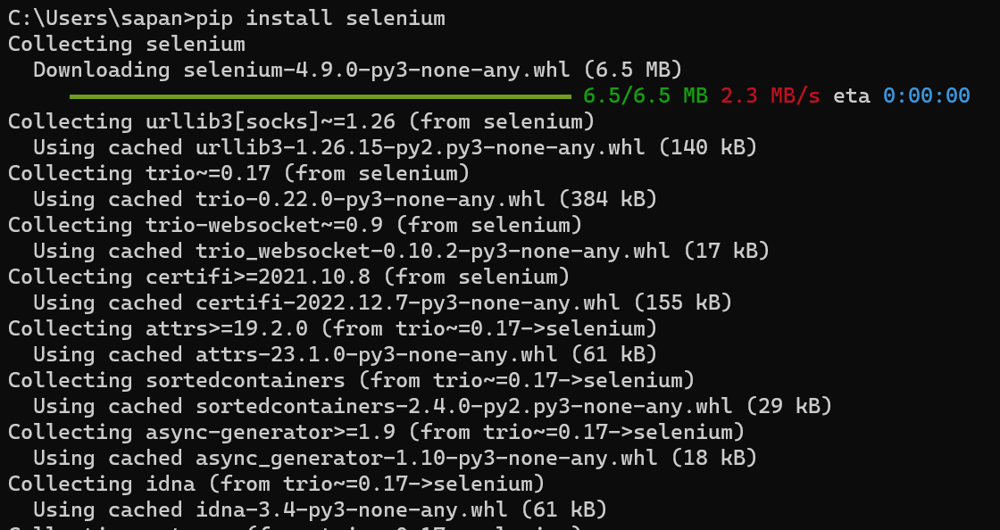 C:\Users\sapan>pip install selenium
Collecting selenium
  Downloading selenium-4.9.0-py3-none-any.whl (6.5 MB)
6.5/6.5 MB 2.3 MB/s eta 0:00:00
Collecting urllib3[socks]~=1.26 (from selenium)
  Using cached urllib3-1.26.15-py2.py3-none-any.whl (140 kB)
Collecting trio~=0.17 (from selenium)
  Using cached trio-0.22.0-py3-none-any.whl (384 kB)
Collecting trio-websocket~=0.9 (from selenium)
  Using cached trio_websocket-0.10.2-py3-none-any.whl (17 kB)
Collecting certifi>=2021.10.8 (from selenium)
  Using cached certifi-2022.12.7-py3-none-any.whl (155 kB)
Collecting attrs>=19.2.0 (from trio~=0.17->selenium)
  Using cached attrs-23.1.0-py3-none-any.whl (61 kB)
Collecting sortedcontainers (from trio~=0.17->selenium)
  Using cached sortedcontainers-2.4.0-py2.py3-none-any.whl (29 kB)
Collecting async-generator>=1.9 (from trio~=0.17->selenium)
  Using cached async_generator-1.10-py3-none-any.whl (18 kB)
Collecting idna (from trio~=0.17->selenium)
  Using cached idna-3.4-py3-none-any.whl (61 kB)